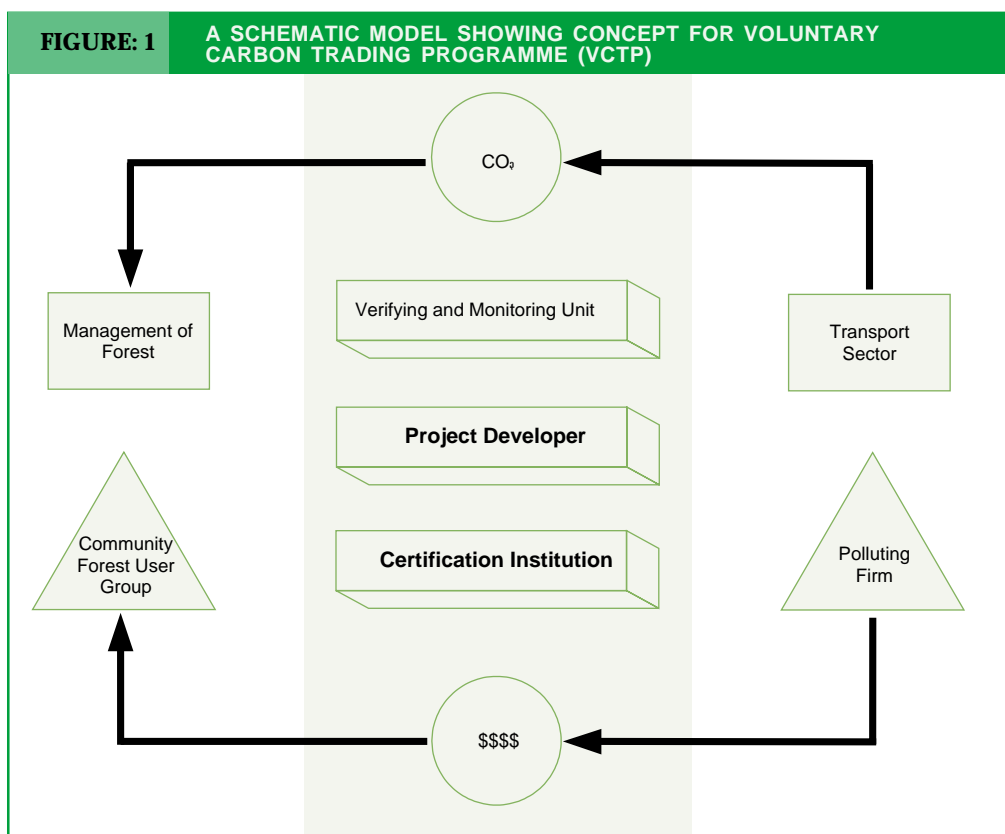 FIGURE: 1
A SCHEMATIC MODEL SHOWING CONCEPT FOR VOLUNTARY
CARBON TRADING PROGRAMME (VCTP)
CO₂
Verifying and Monitoring Unit
Management of
Forest
Transport
Sector
Project Developer
Community
Forest User
Group
Certification Institution
Polluting
Firm
$$$$